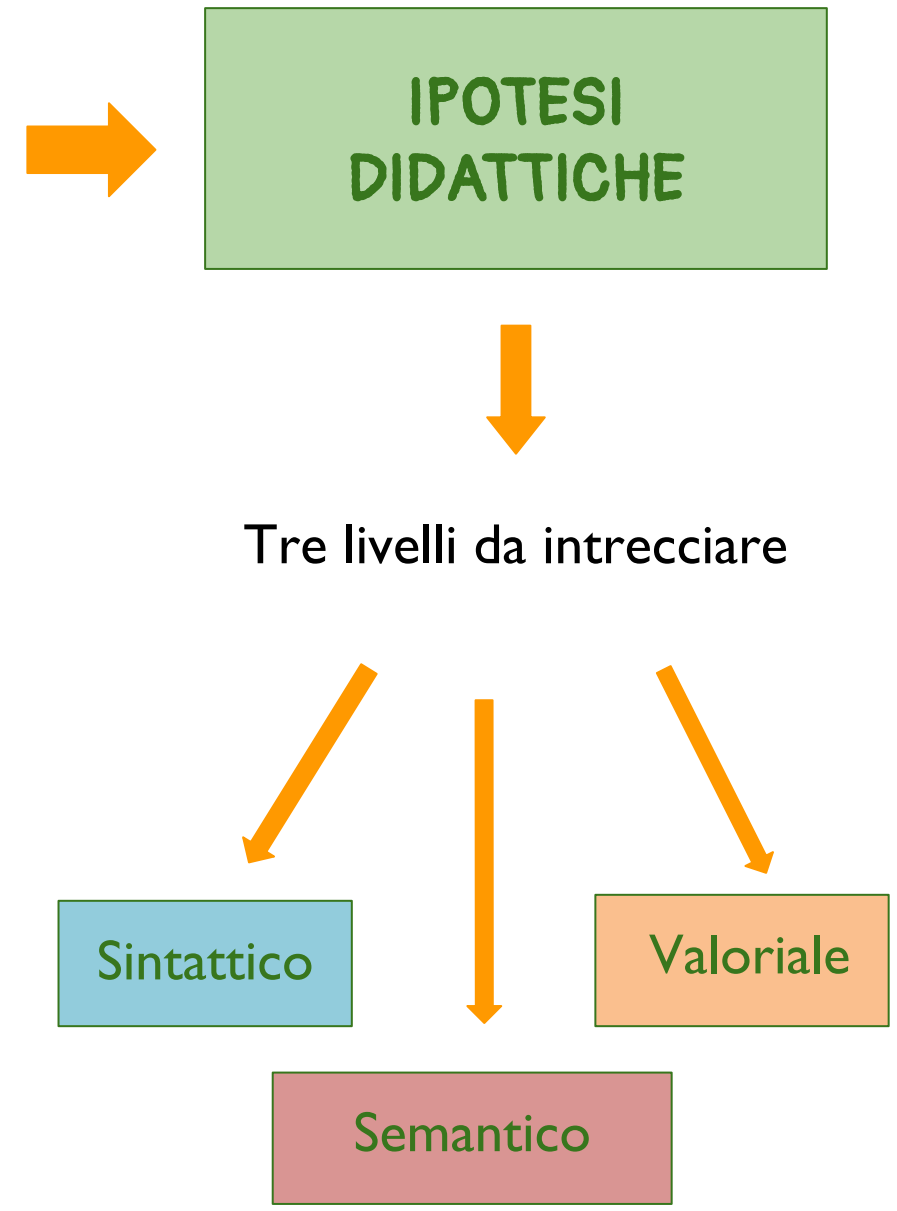 IPOTESI
DIDATTICHE
Tre livelli da intrecciare
Sintattico
Valoriale
Semantico